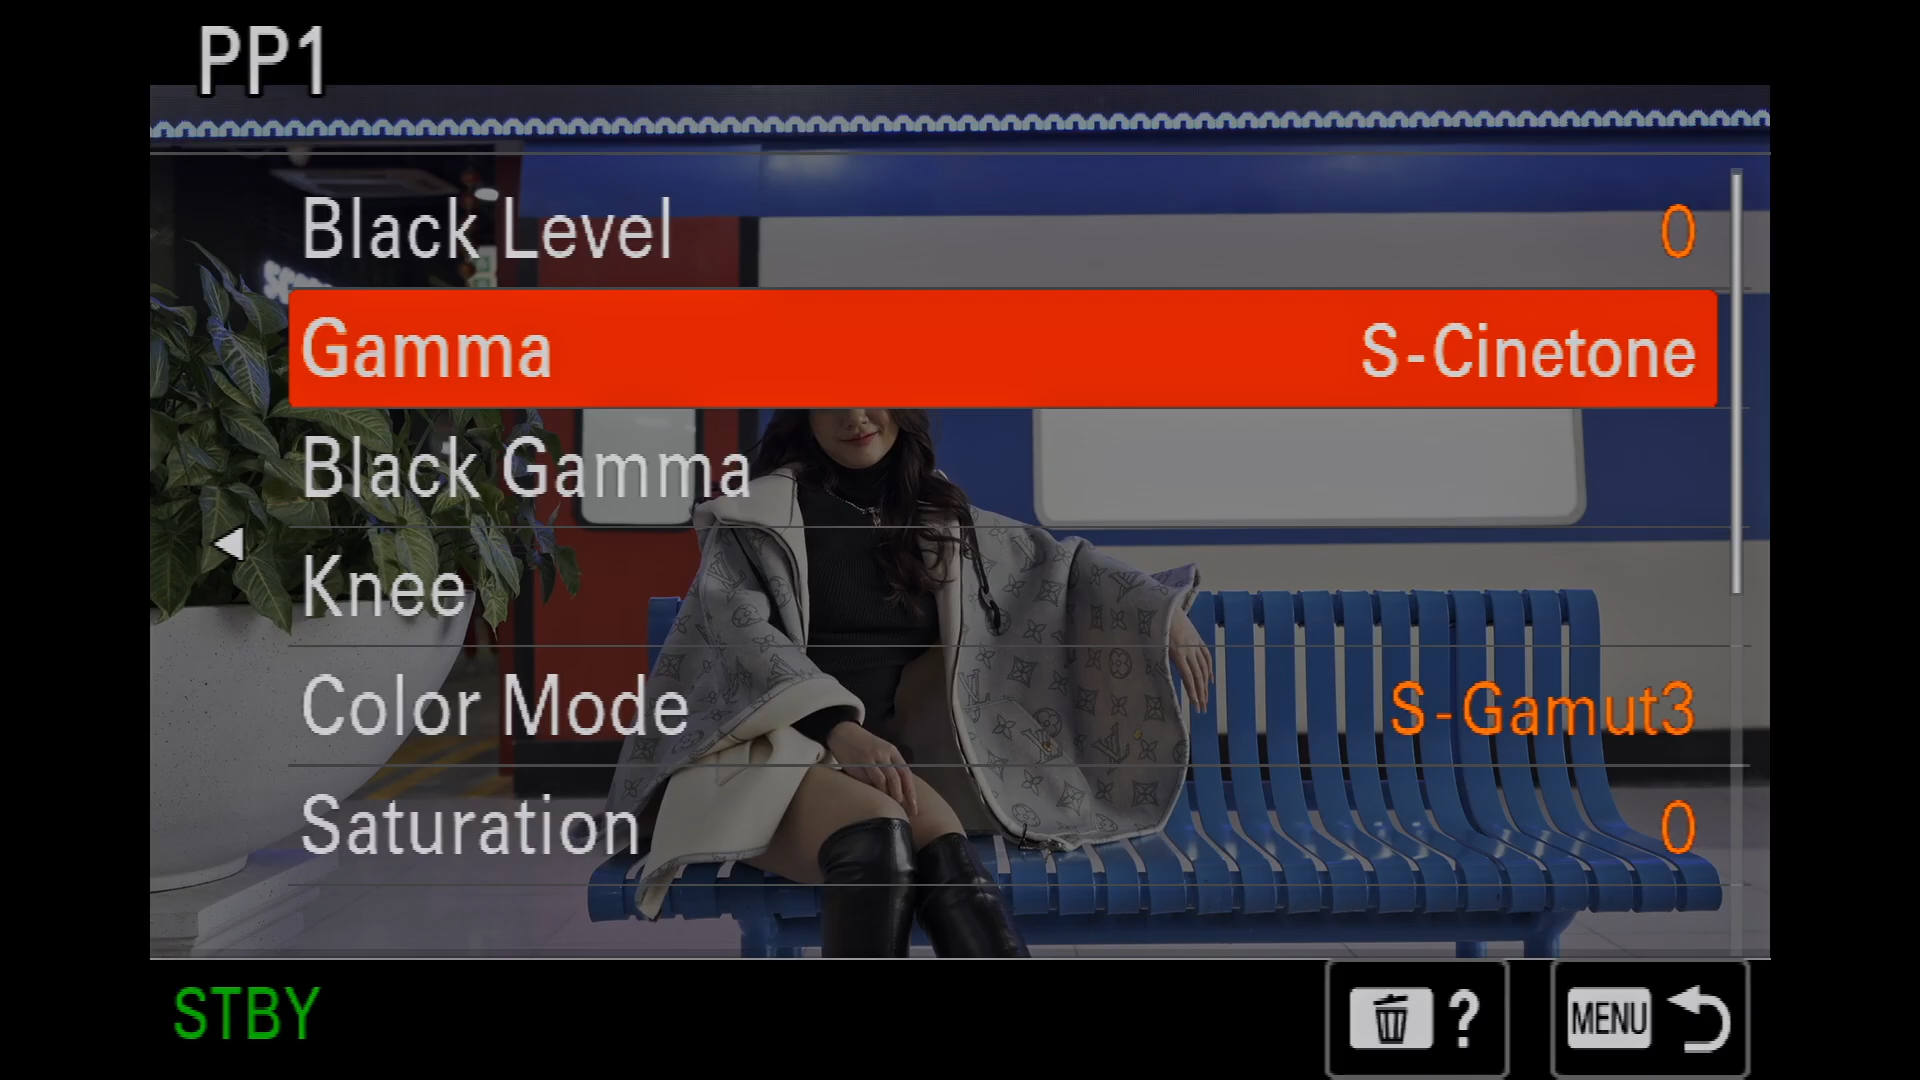 PP1
Black Level 0
Gamma S-Cinetone
Black Gamma
Knee
Color Mode S-Gamut3
Saturation 0
STBY
?
MENU